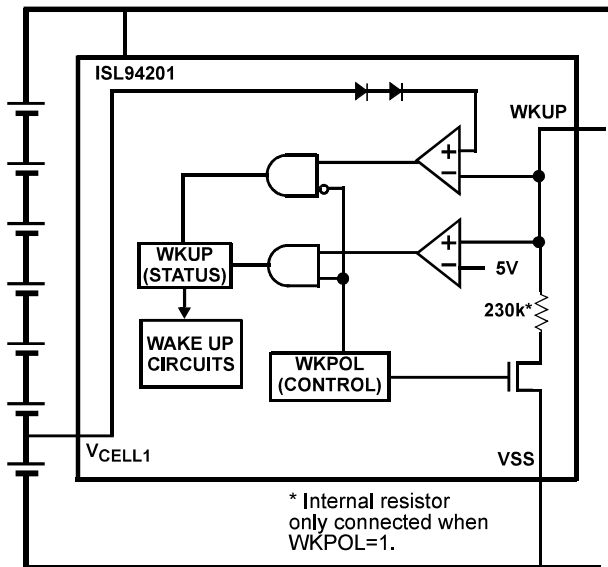 ISL94201
WKUP
+
−
WKUP
(STATUS)
+
−
5V
230k*
WAKE UP
CIRCUITS
WKPOL
(CONTROL)
VCELL1
VSS
* Internal resistor
only connected when
WKPOL=1.